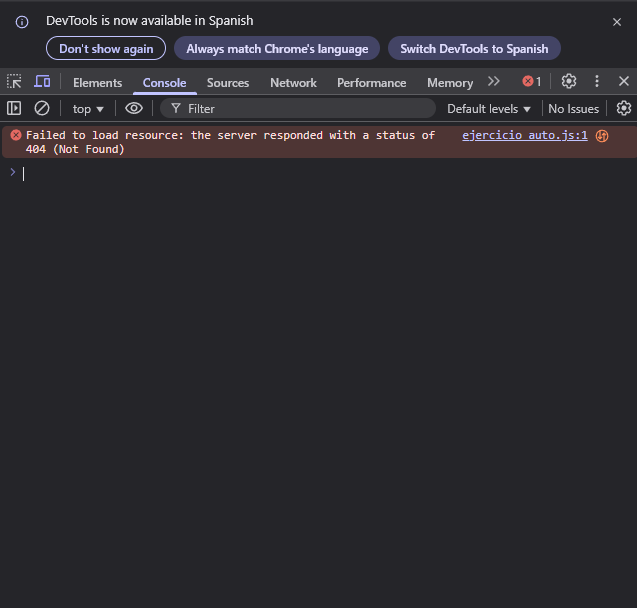 DevTools is now available in Spanish
Don't show again
Always match Chrome's language
Switch DevTools to Spanish
Elements
Console
Sources
Network
Performance
Memory
1
top
Filter
Default levels
No Issues
Failed to load resource: the server responded with a status of
ejercicio auto.js:1
404 (Not Found)